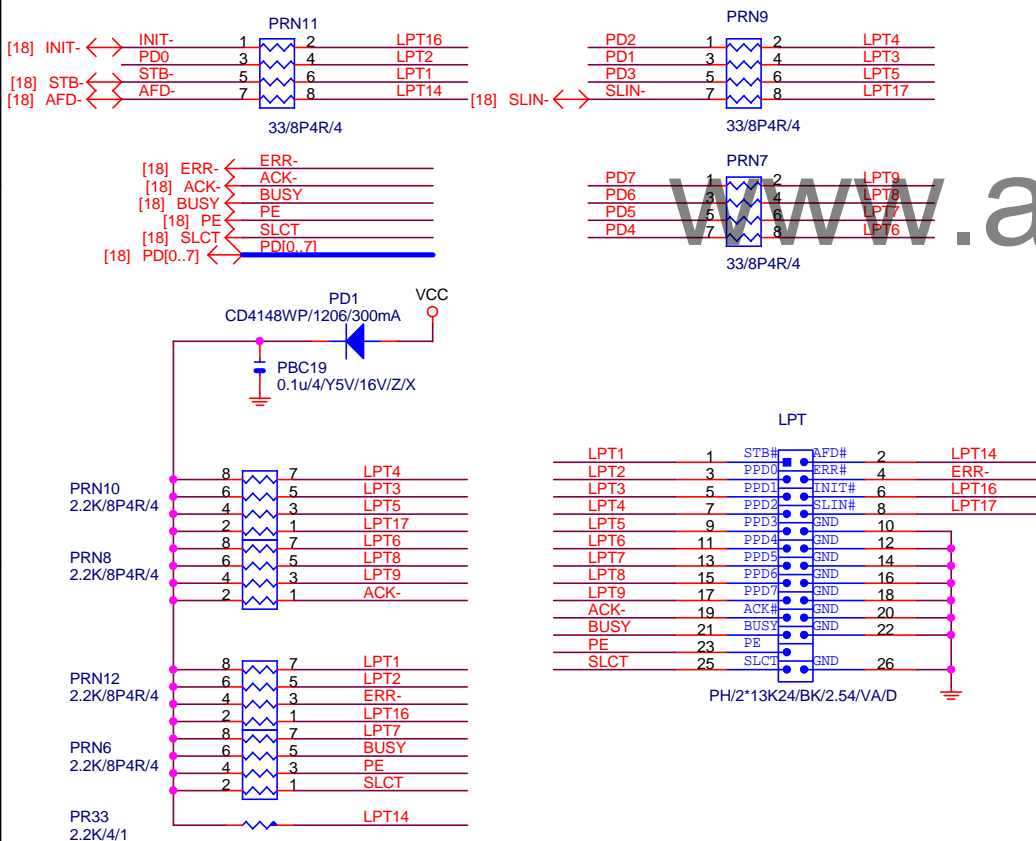 PRN11
[18] INIT- INIT- 1 2 LPT16
PD0 3 4 LPT2
[18] STB- STB- 5 6 LPT1
[18] AFD- AFD- 7 8 LPT14
33/8P4R/4
PRN9
PD2 1 2 LPT4
PD1 3 4 LPT3
PD3 5 6 LPT5
[18] SLIN- SLIN- 7 8 LPT17
33/8P4R/4
[18] ERR- ERR-
[18] ACK- ACK-
[18] BUSY BUSY
[18] PE PE
[18] SLCT SLCT
[18] PD[0..7] PD[0..7]
PRN7
PD7 1 2 LPT9
PD6 3 4 LPT8
PD5 5 6 LPT7
PD4 7 8 LPT6
33/8P4R/4
www.a
PD1
CD4148WP/1206/300mA
VCC
PBC19
0.1u/4/Y5V/16V/Z/X
PRN10
2.2K/8P4R/4
8 7 LPT4
6 5 LPT3
4 3 LPT5
2 1 LPT17
PRN8
2.2K/8P4R/4
8 7 LPT6
6 5 LPT8
4 3 LPT9
2 1 ACK-
PRN12
2.2K/8P4R/4
8 7 LPT1
6 5 LPT2
4 3 ERR-
2 1 LPT16
PRN6
2.2K/8P4R/4
8 7 LPT7
6 5 BUSY
4 3 PE
2 1 SLCT
PR33
2.2K/4/1
LPT14
LPT
LPT1 1 STB# AFD# 2 LPT14
LPT2 3 PPD0 ERR# 4 ERR-
LPT3 5 PPD1 INIT# 6 LPT16
LPT4 7 PPD2 SLIN# 8 LPT17
LPT5 9 PPD3 GND 10
LPT6 11 PPD4 GND 12
LPT7 13 PPD5 GND 14
LPT8 15 PPD6 GND 16
LPT9 17 PPD7 GND 18
ACK- 19 ACK# GND 20
BUSY 21 BUSY GND 22
PE 23 PE
SLCT 25 SLCT GND 26
PH/2*13K24/BK/2.54/VA/D